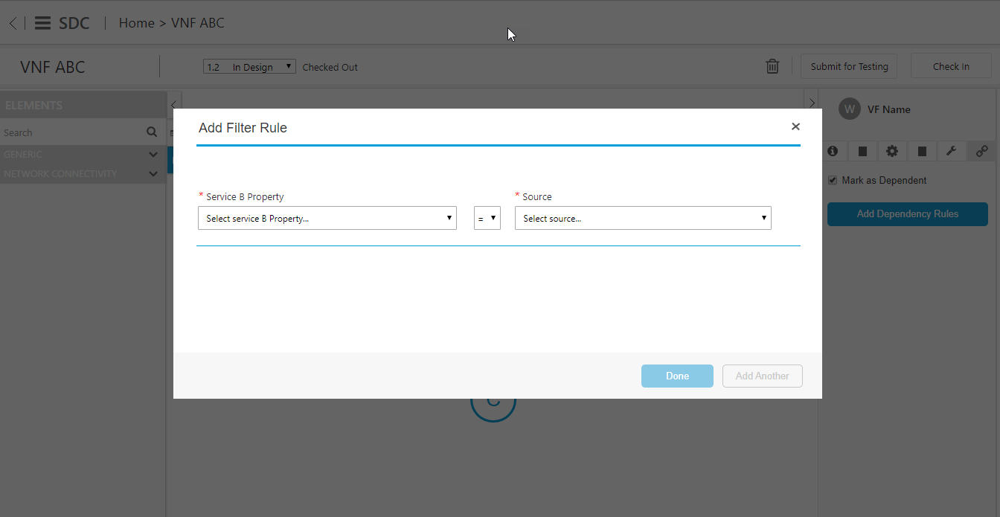 SDC Home > VNF ABC
VNF ABC 1.2 In Design Checked Out Submit for Testing Check In
ELEMENTS
W VF Name
Search
GENERIC
NETWORK CONNECTIVITY
Mark as Dependent
Add Dependency Rules
Add Filter Rule
* Service B Property * Source
Select service B Property... = Select source...
Done Add Another